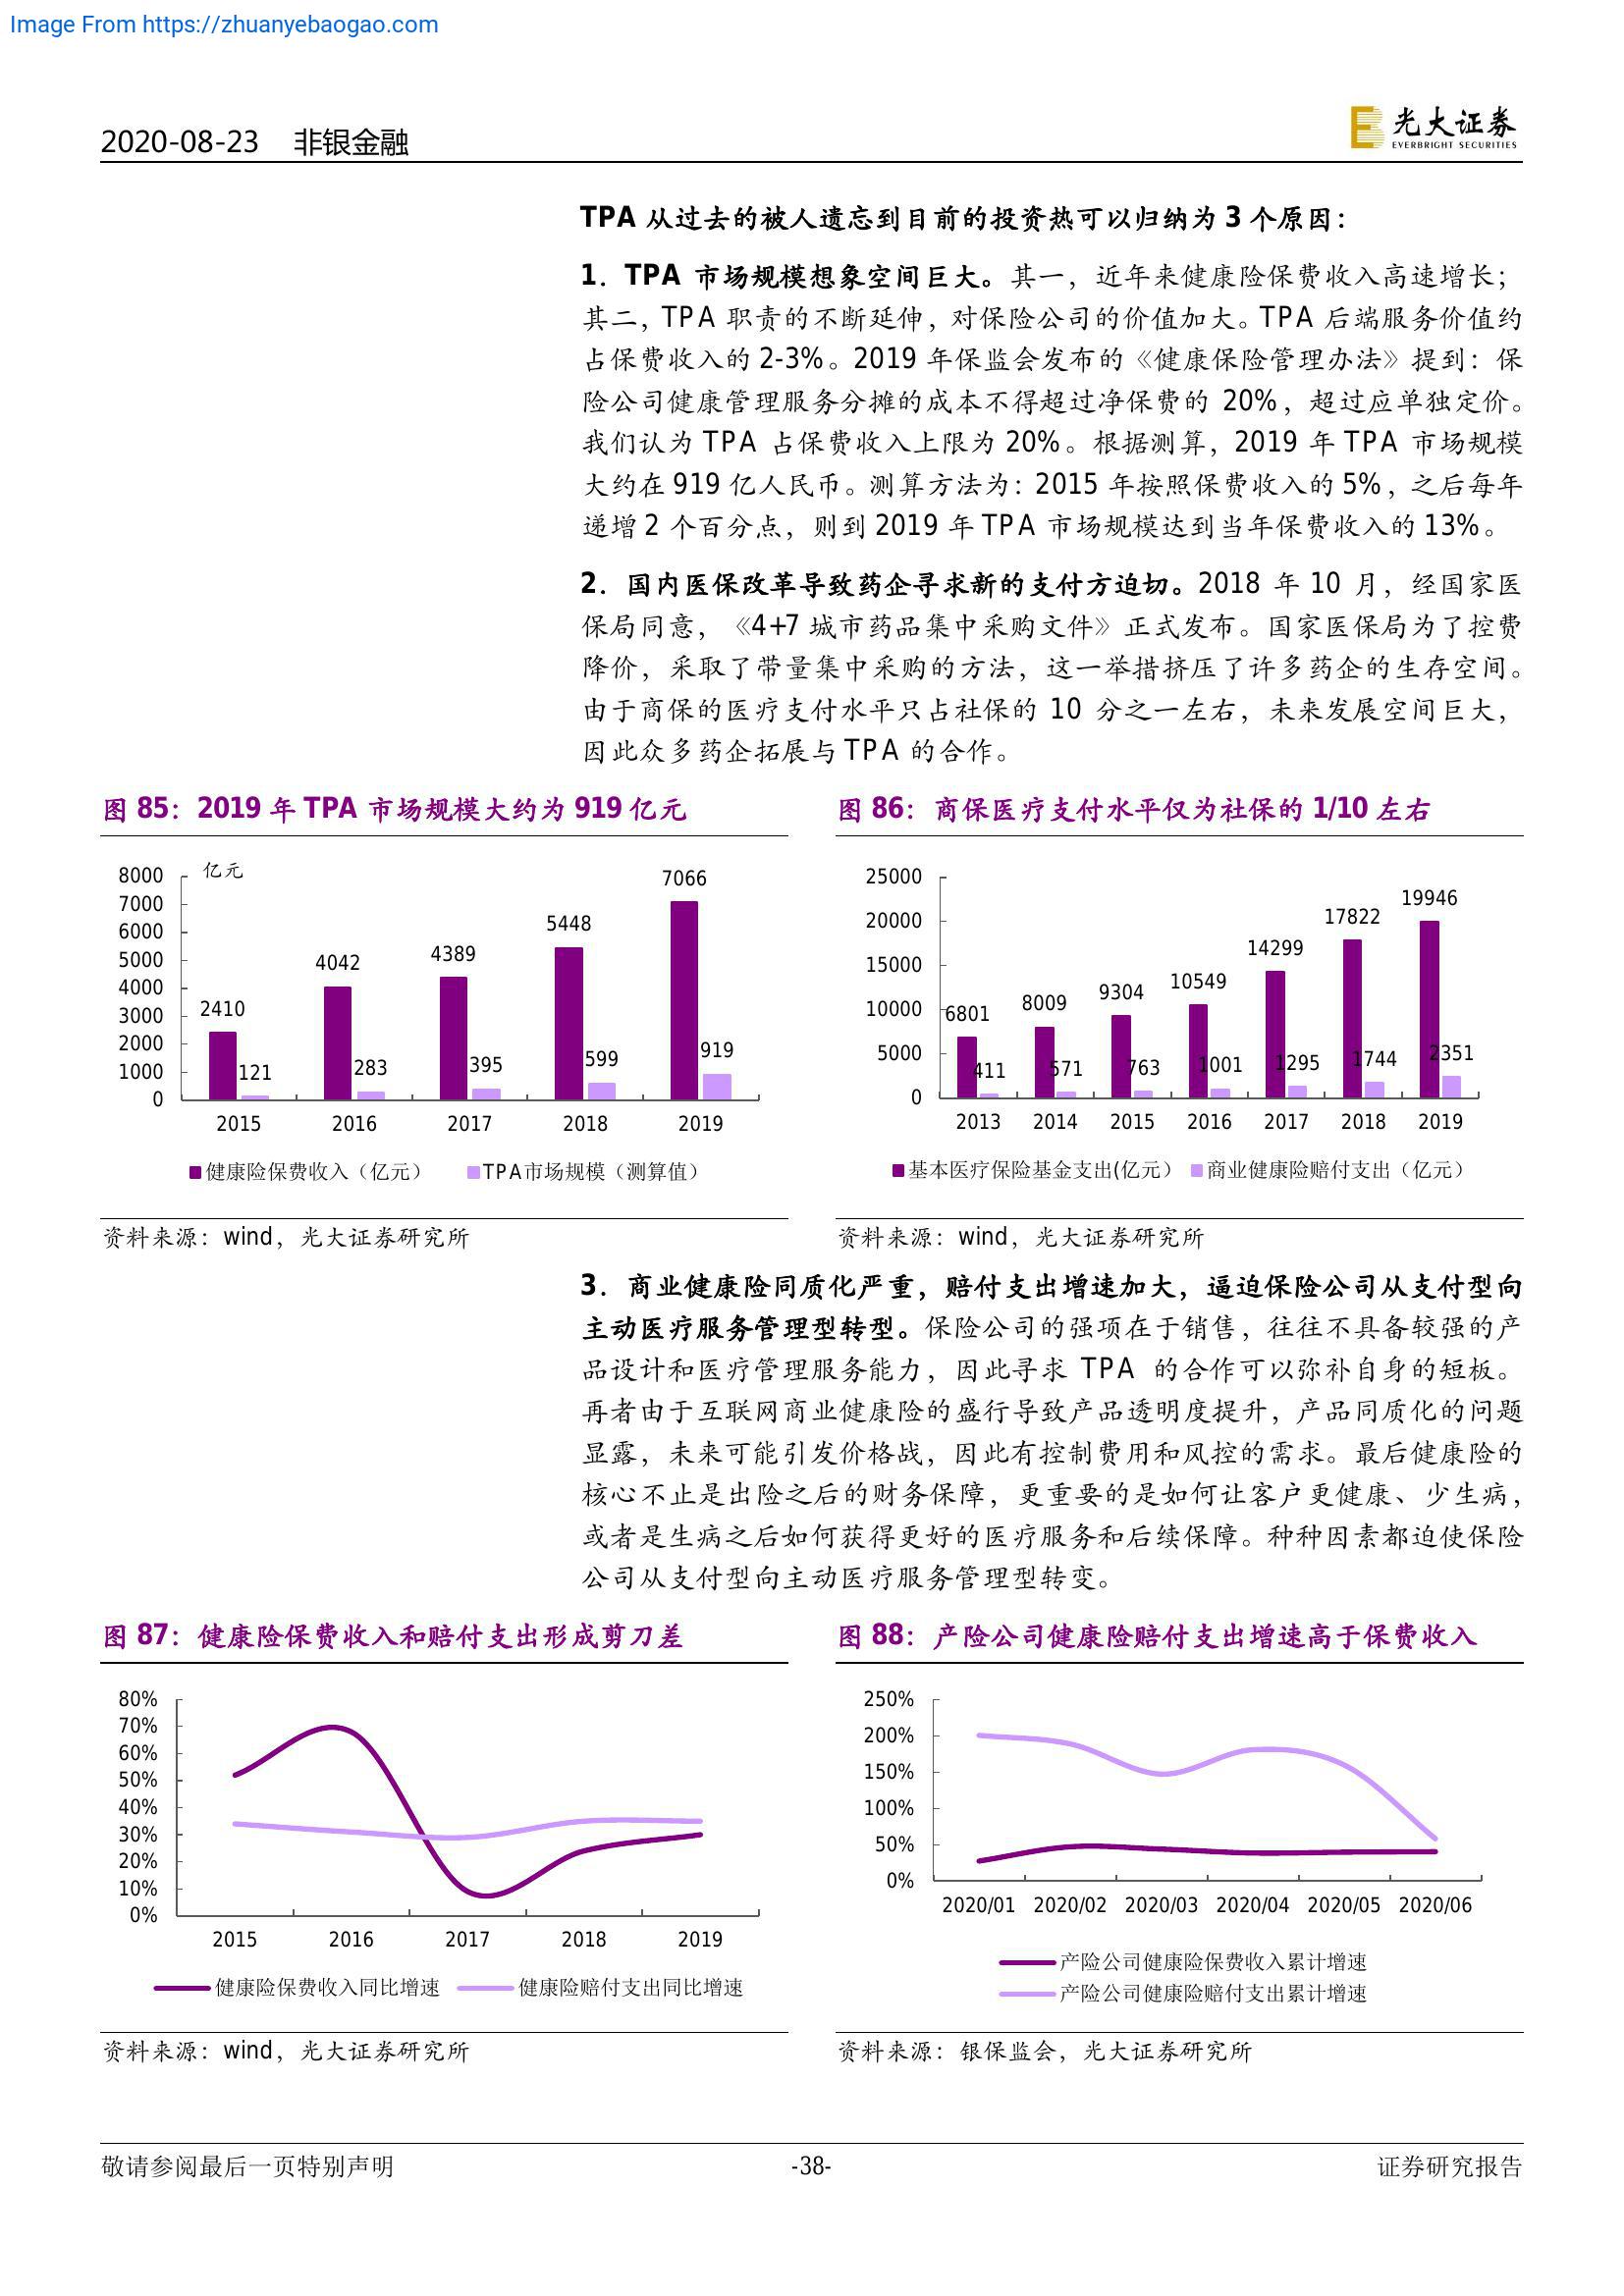 Image From https://zhuanyebaogao.com
2020-08-23 非银金融
光大证券
EVERBRIGHT SECURITIES
TPA 从过去的被人遗忘到目前的投资热可以归纳为 3 个原因：
1．TPA 市场规模想象空间巨大。其一，近年来健康险保费收入高速增长；
其二，TPA 职责的不断延伸，对保险公司的价值加大。TPA 后端服务价值约
占保费收入的 2-3%。2019 年保监会发布的《健康保险管理办法》提到：保
险公司健康管理服务分摊的成本不得超过净保费的 20%，超过应单独定价。
我们认为 TPA 占保费收入上限为 20%。根据测算，2019 年 TPA 市场规模
大约在 919 亿人民币。测算方法为：2015 年按照保费收入的 5%，之后每年
递增 2 个百分点，则到 2019 年 TPA 市场规模达到当年保费收入的 13%。
2．国内医保改革导致药企寻求新的支付方迫切。2018 年 10 月，经国家医
保局同意，《4+7 城市药品集中采购文件》正式发布。国家医保局为了控费
降价，采取了带量集中采购的方法，这一举措挤压了许多药企的生存空间。
由于商保的医疗支付水平只占社保的 10 分之一左右，未来发展空间巨大，
因此众多药企拓展与 TPA 的合作。
图 85：2019 年 TPA 市场规模大约为 919 亿元
亿元
8000
7000
6000
5000
4000
3000
2000
1000
0
2410
4042
4389
5448
7066
121
283
395
599
919
2015 2016 2017 2018 2019
健康险保费收入（亿元） TPA市场规模（测算值）
资料来源：wind，光大证券研究所
图 86：商保医疗支付水平仅为社保的 1/10 左右
25000
20000
15000
10000
5000
0
6801
8009
9304
10549
14299
17822
19946
411
571
763
1001
1295
1744
2351
2013 2014 2015 2016 2017 2018 2019
基本医疗保险基金支出(亿元） 商业健康险赔付支出（亿元）
资料来源：wind，光大证券研究所
3．商业健康险同质化严重，赔付支出增速加大，逼迫保险公司从支付型向
主动医疗服务管理型转型。保险公司的强项在于销售，往往不具备较强的产
品设计和医疗管理服务能力，因此寻求 TPA 的合作可以弥补自身的短板。
再者由于互联网商业健康险的盛行导致产品透明度提升，产品同质化的问题
显露，未来可能引发价格战，因此有控制费用和风控的需求。最后健康险的
核心不止是出险之后的财务保障，更重要的是如何让客户更健康、少生病，
或者是生病之后如何获得更好的医疗服务和后续保障。种种因素都迫使保险
公司从支付型向主动医疗服务管理型转变。
图 87：健康险保费收入和赔付支出形成剪刀差
80%
70%
60%
50%
40%
30%
20%
10%
0%
2015 2016 2017 2018 2019
健康险保费收入同比增速 健康险赔付支出同比增速
资料来源：wind，光大证券研究所
图 88：产险公司健康险赔付支出增速高于保费收入
250%
200%
150%
100%
50%
0%
2020/01 2020/02 2020/03 2020/04 2020/05 2020/06
产险公司健康险保费收入累计增速
产险公司健康险赔付支出累计增速
资料来源：银保监会，光大证券研究所
敬请参阅最后一页特别声明 -38- 证券研究报告